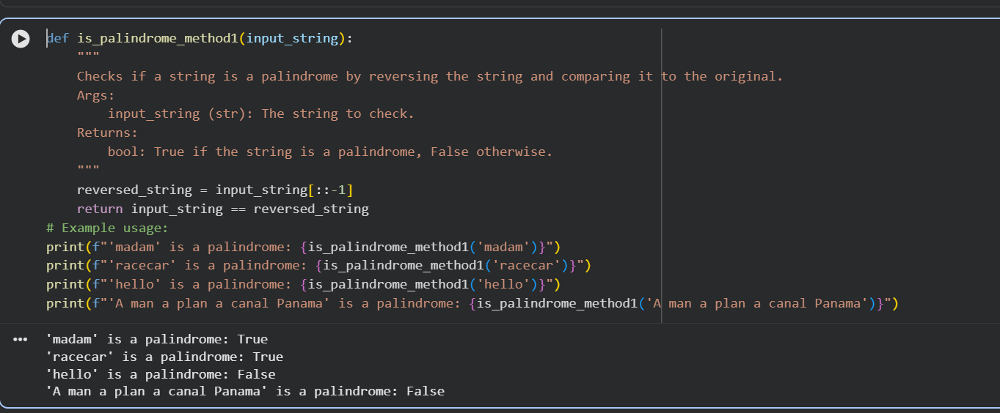 def is_palindrome_method1(input_string):
    """
    Checks if a string is a palindrome by reversing the string and comparing it to the original.
    Args:
        input_string (str): The string to check.
    Returns:
        bool: True if the string is a palindrome, False otherwise.
    """
    reversed_string = input_string[::-1]
    return input_string == reversed_string
# Example usage:
print(f"'madam' is a palindrome: {is_palindrome_method1('madam')}")
print(f"'racecar' is a palindrome: {is_palindrome_method1('racecar')}")
print(f"'hello' is a palindrome: {is_palindrome_method1('hello')}")
print(f"'A man a plan a canal Panama' is a palindrome: {is_palindrome_method1('A man a plan a canal Panama')}")
'madam' is a palindrome: True
'racecar' is a palindrome: True
'hello' is a palindrome: False
'A man a plan a canal Panama' is a palindrome: False